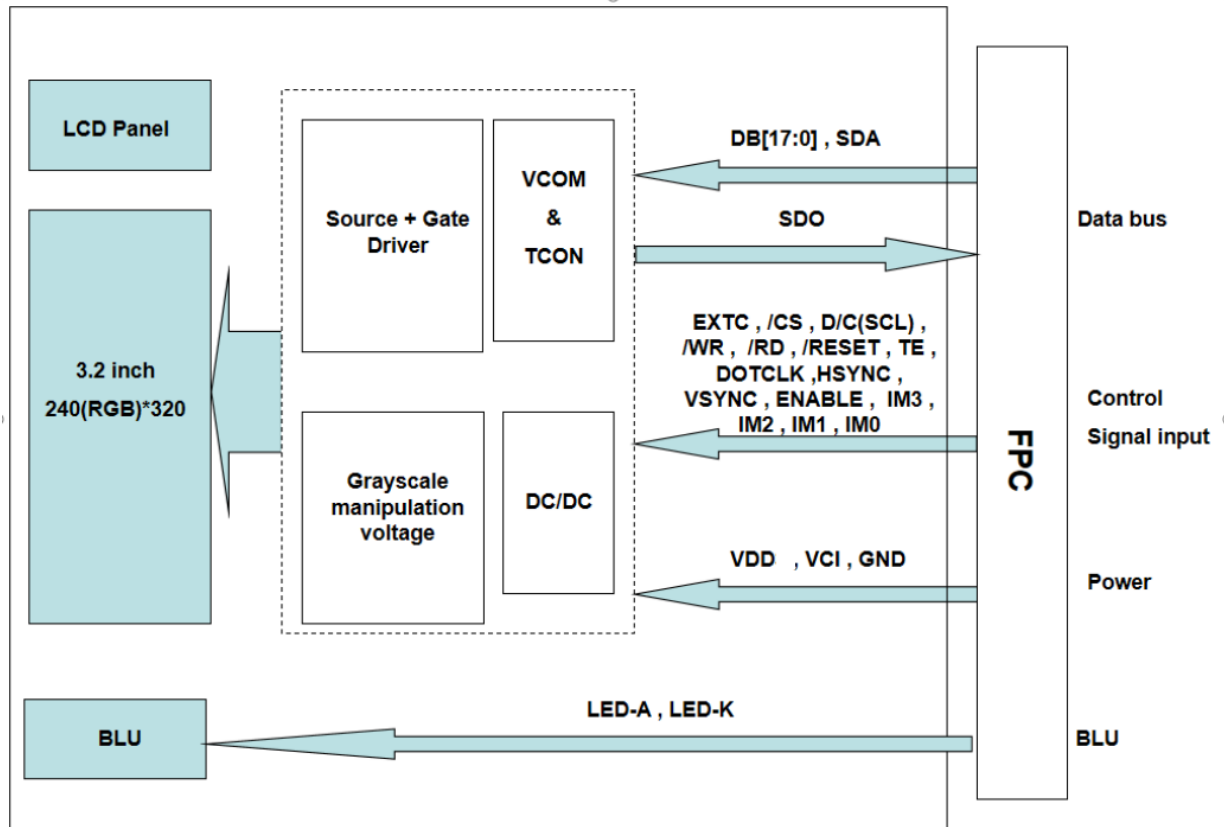 LCD Panel
3.2 inch
240(RGB)*320
BLU
Source + Gate
Driver
VCOM
&
TCON
Grayscale
manipulation
voltage
DC/DC
DB[17:0] , SDA
SDO
EXTC , /CS , D/C(SCL) ,
/WR , /RD , /RESET , TE ,
DOTCLK ,HSYNC ,
VSYNC , ENABLE , IM3 ,
IM2 , IM1 , IM0
VDD , VCI , GND
LED-A , LED-K
FPC
Data bus
Control
Signal input
Power
BLU